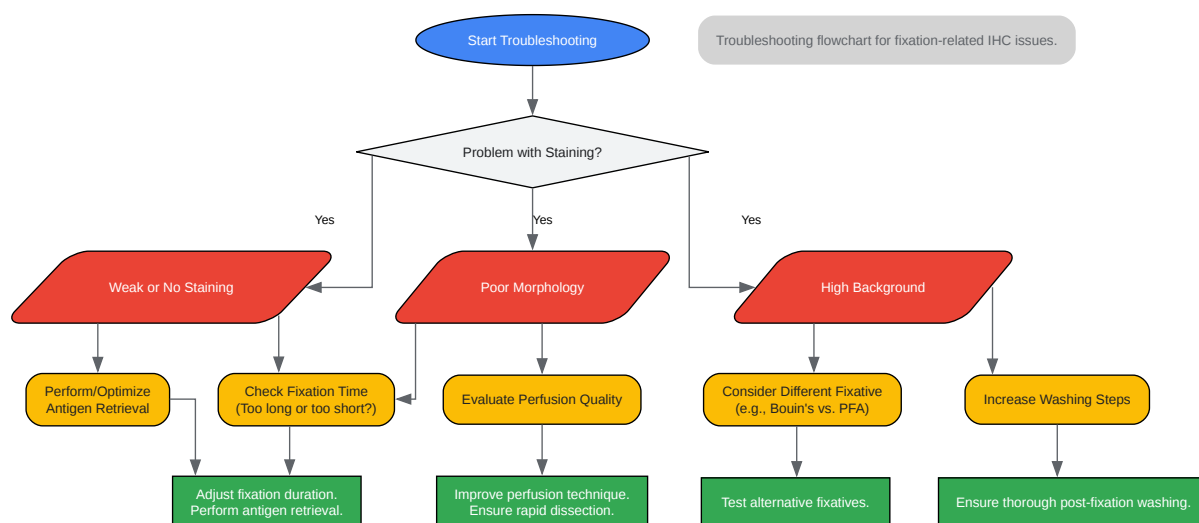 Start Troubleshooting
Troubleshooting flowchart for fixation-related IHC issues.
Problem with Staining?
Yes
Yes
Yes
Weak or No Staining
Poor Morphology
High Background
Perform/Optimize
Antigen Retrieval
Check Fixation Time
(Too long or too short?)
Evaluate Perfusion Quality
Consider Different Fixative
(e.g., Bouin's vs. PFA)
Increase Washing Steps
Adjust fixation duration.
Perform antigen retrieval.
Improve perfusion technique.
Ensure rapid dissection.
Test alternative fixatives.
Ensure thorough post-fixation washing.